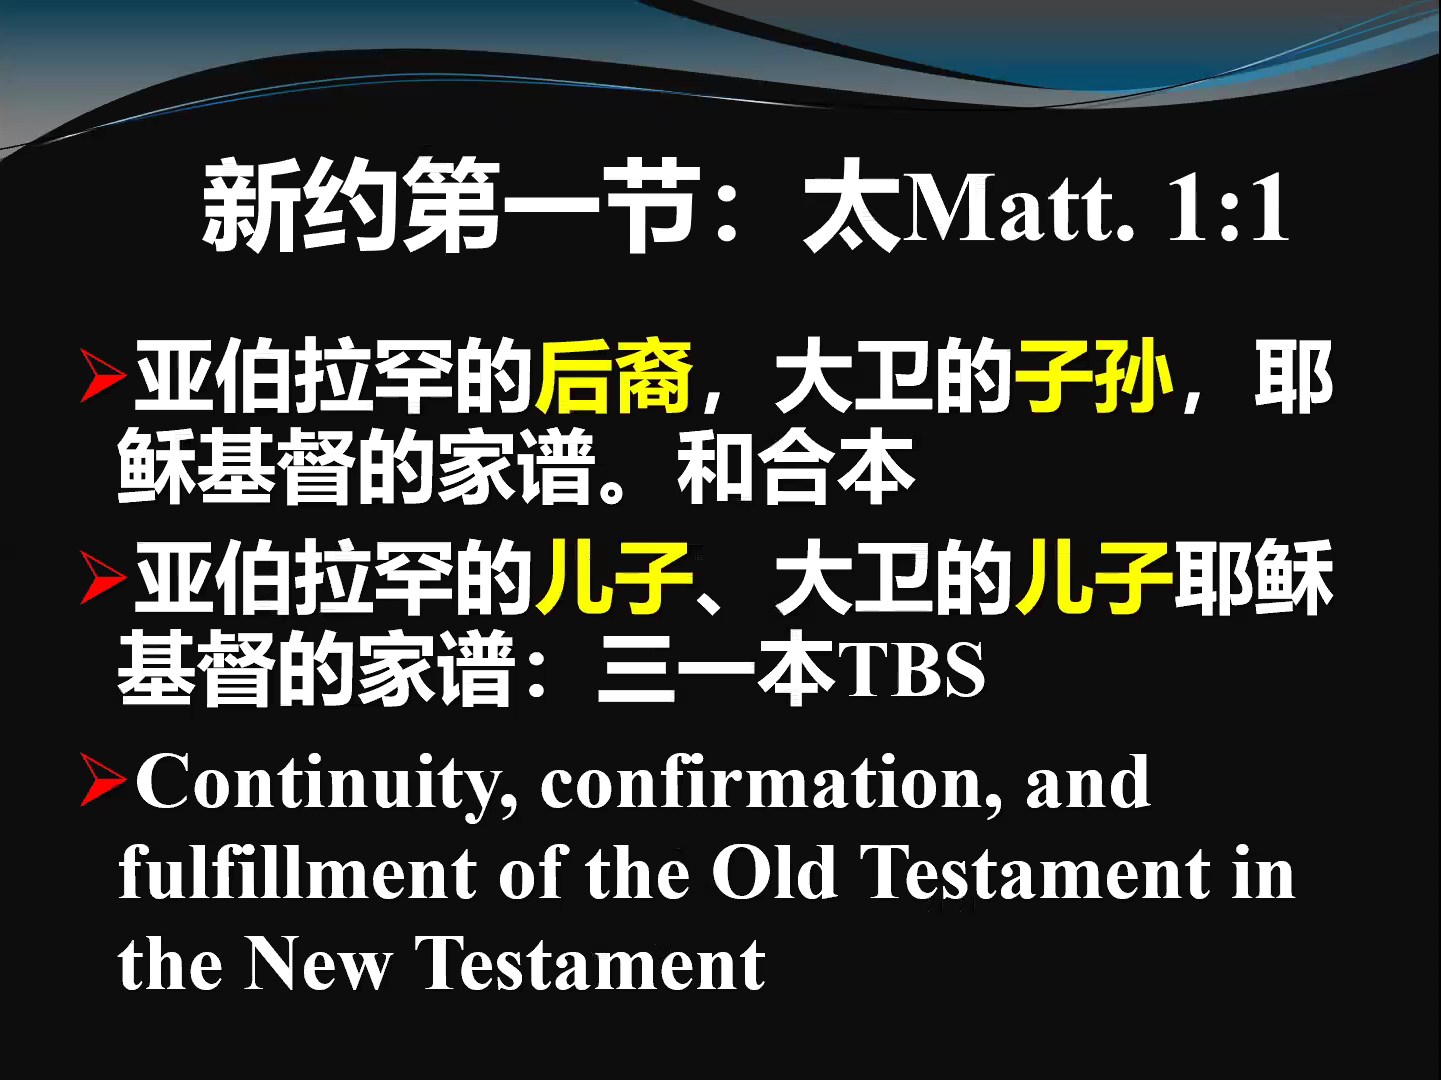 新约第一节：太Matt. 1:1
亚伯拉罕的后裔，大卫的子孙，耶
稣基督的家谱。和合本
亚伯拉罕的儿子、大卫的儿子耶稣
基督的家谱：三一本TBS
Continuity, confirmation, and
fulfillment of the Old Testament in
the New Testament